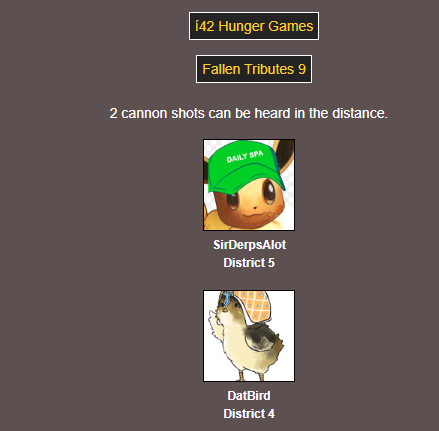 í42 Hunger Games
Fallen Tributes 9
2 cannon shots can be heard in the distance.
DAILY SPA
SirDerpsAlot
District 5
DatBird
District 4